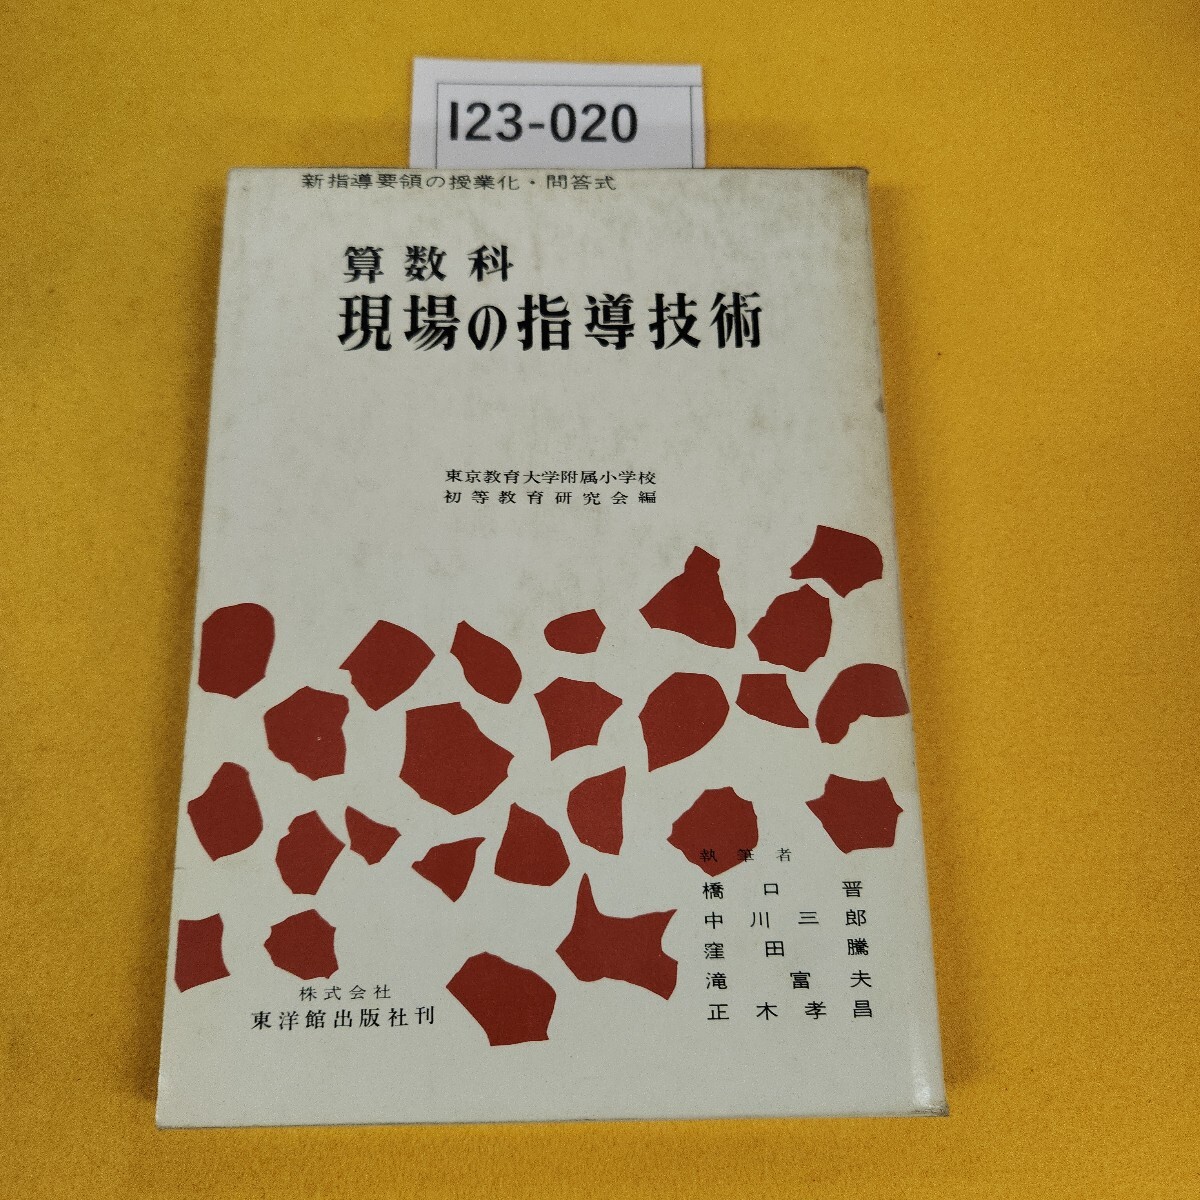 I23-020
新指導要領の授業化・問答式
算数科
現場の指導技術
東京教育大学附属小学校
初等教育研究会編
執筆者
橋口晋
中川三郎
窪田騰
滝富夫
正木孝昌
株式会社
東洋館出版社刊